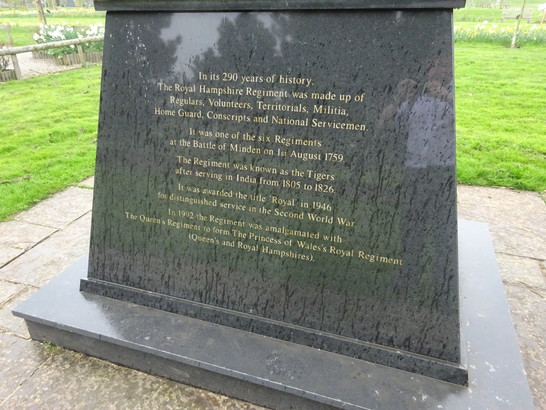 In its 290 years of history.
The Royal Hampshire Regiment was made up of
Regulars, Volunteers, Territorials, Militia,
Home Guard, Conscripts and National Servicemen.
It was one of the six Regiments
at the Battle of Minden on 1st August 1759.
The Regiment was known as the Tigers
after serving in India from 1805 to 1826.
It was awarded the title 'Royal' in 1946
for distinguished service in the Second World War
In 1992 the Regiment was amalgamated with
The Queen's Regiment to form The Princess of Wales's Royal Regiment
(Queen's and Royal Hampshires).